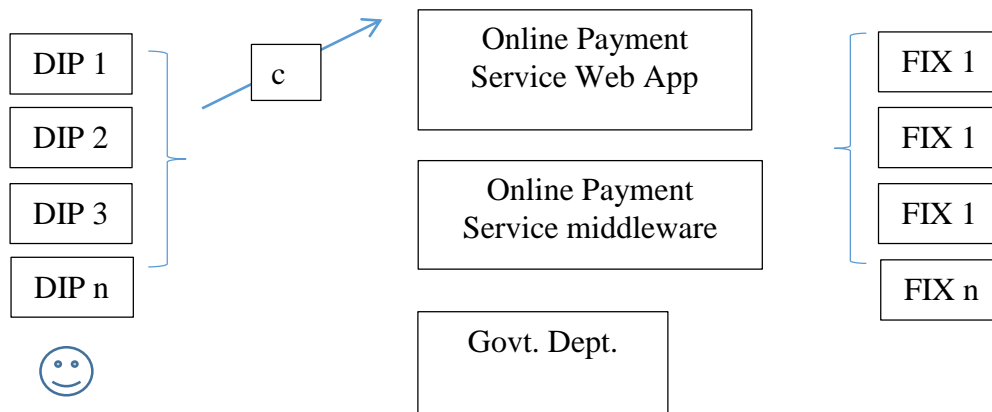 DIP 1
DIP 2
DIP 3
DIP n
c
Online Payment
Service Web App
Online Payment
Service middleware
Govt. Dept.
FIX 1
FIX 1
FIX 1
FIX n